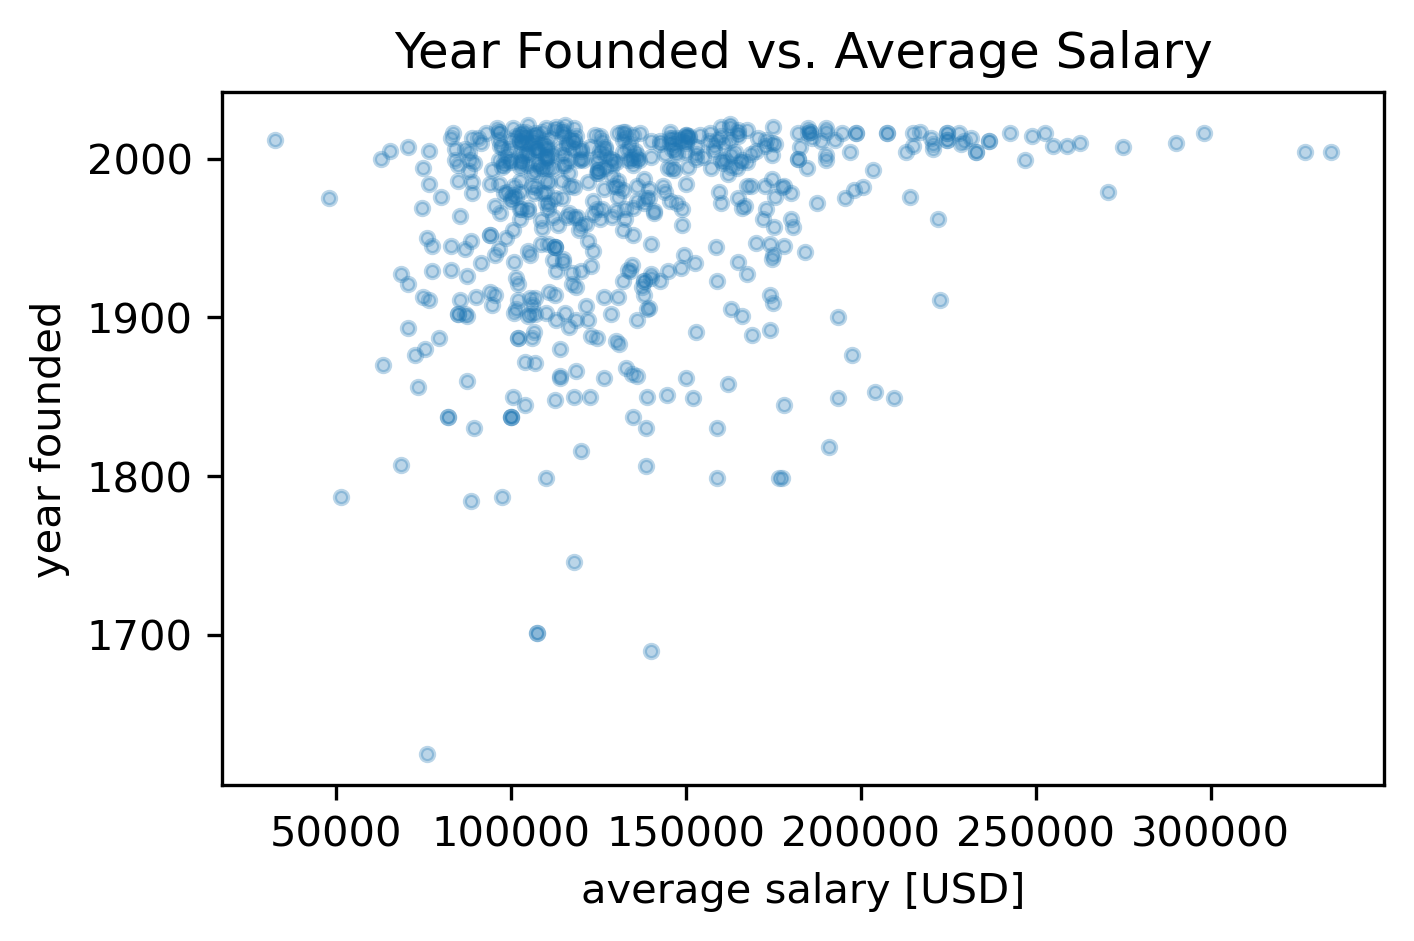 Year Founded vs. Average Salary
year founded
2000
1900
1800
1700
50000 100000 150000 200000 250000 300000
average salary [USD]